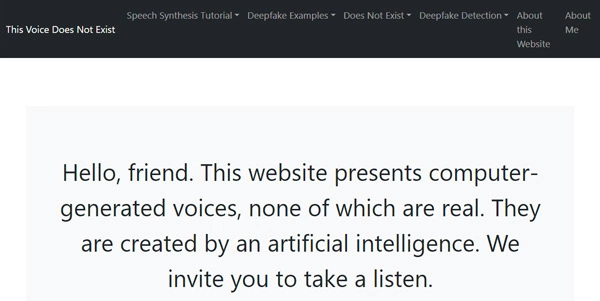 This Voice Does Not Exist
Speech Synthesis Tutorial
Deepfake Examples
Does Not Exist
Deepfake Detection
About
this
Website
About
Me
Hello, friend. This website presents computer-
generated voices, none of which are real. They
are created by an artificial intelligence. We
invite you to take a listen.